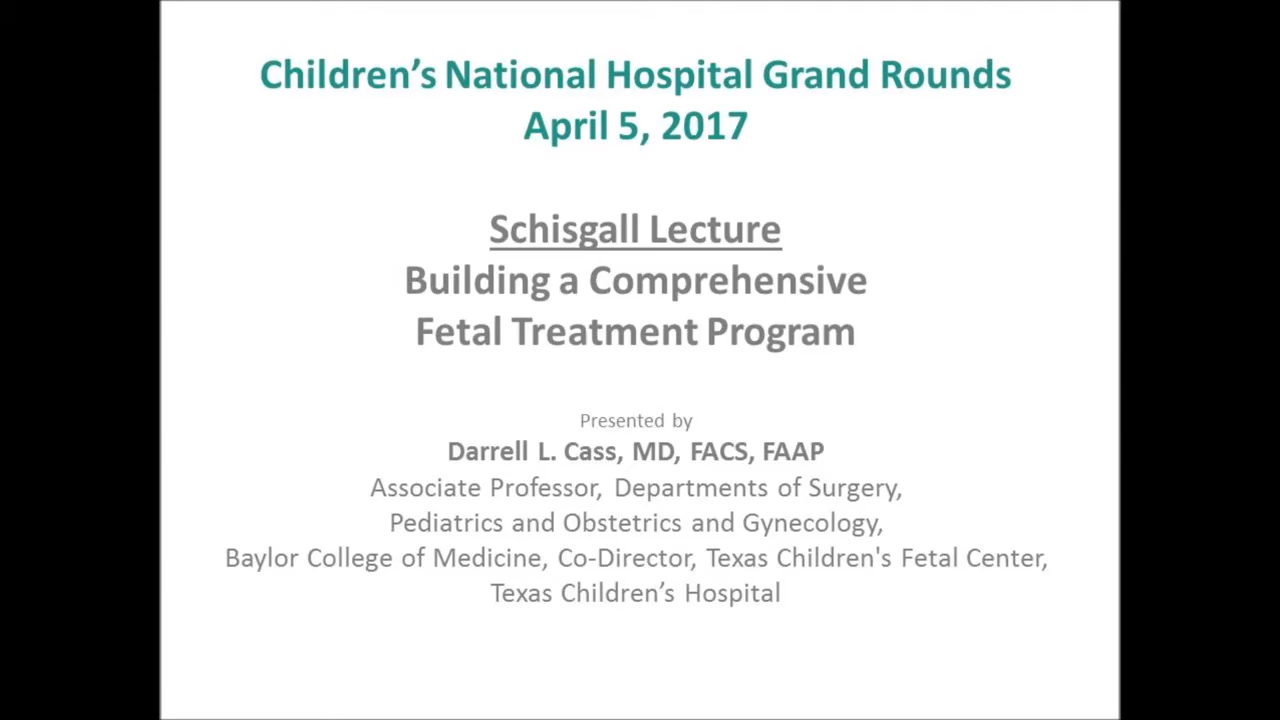 Children’s National Hospital Grand Rounds
April 5, 2017
Schisgall Lecture
Building a Comprehensive
Fetal Treatment Program
Presented by
Darrell L. Cass, MD, FACS, FAAP
Associate Professor, Departments of Surgery,
Pediatrics and Obstetrics and Gynecology,
Baylor College of Medicine, Co-Director, Texas Children's Fetal Center,
Texas Children’s Hospital